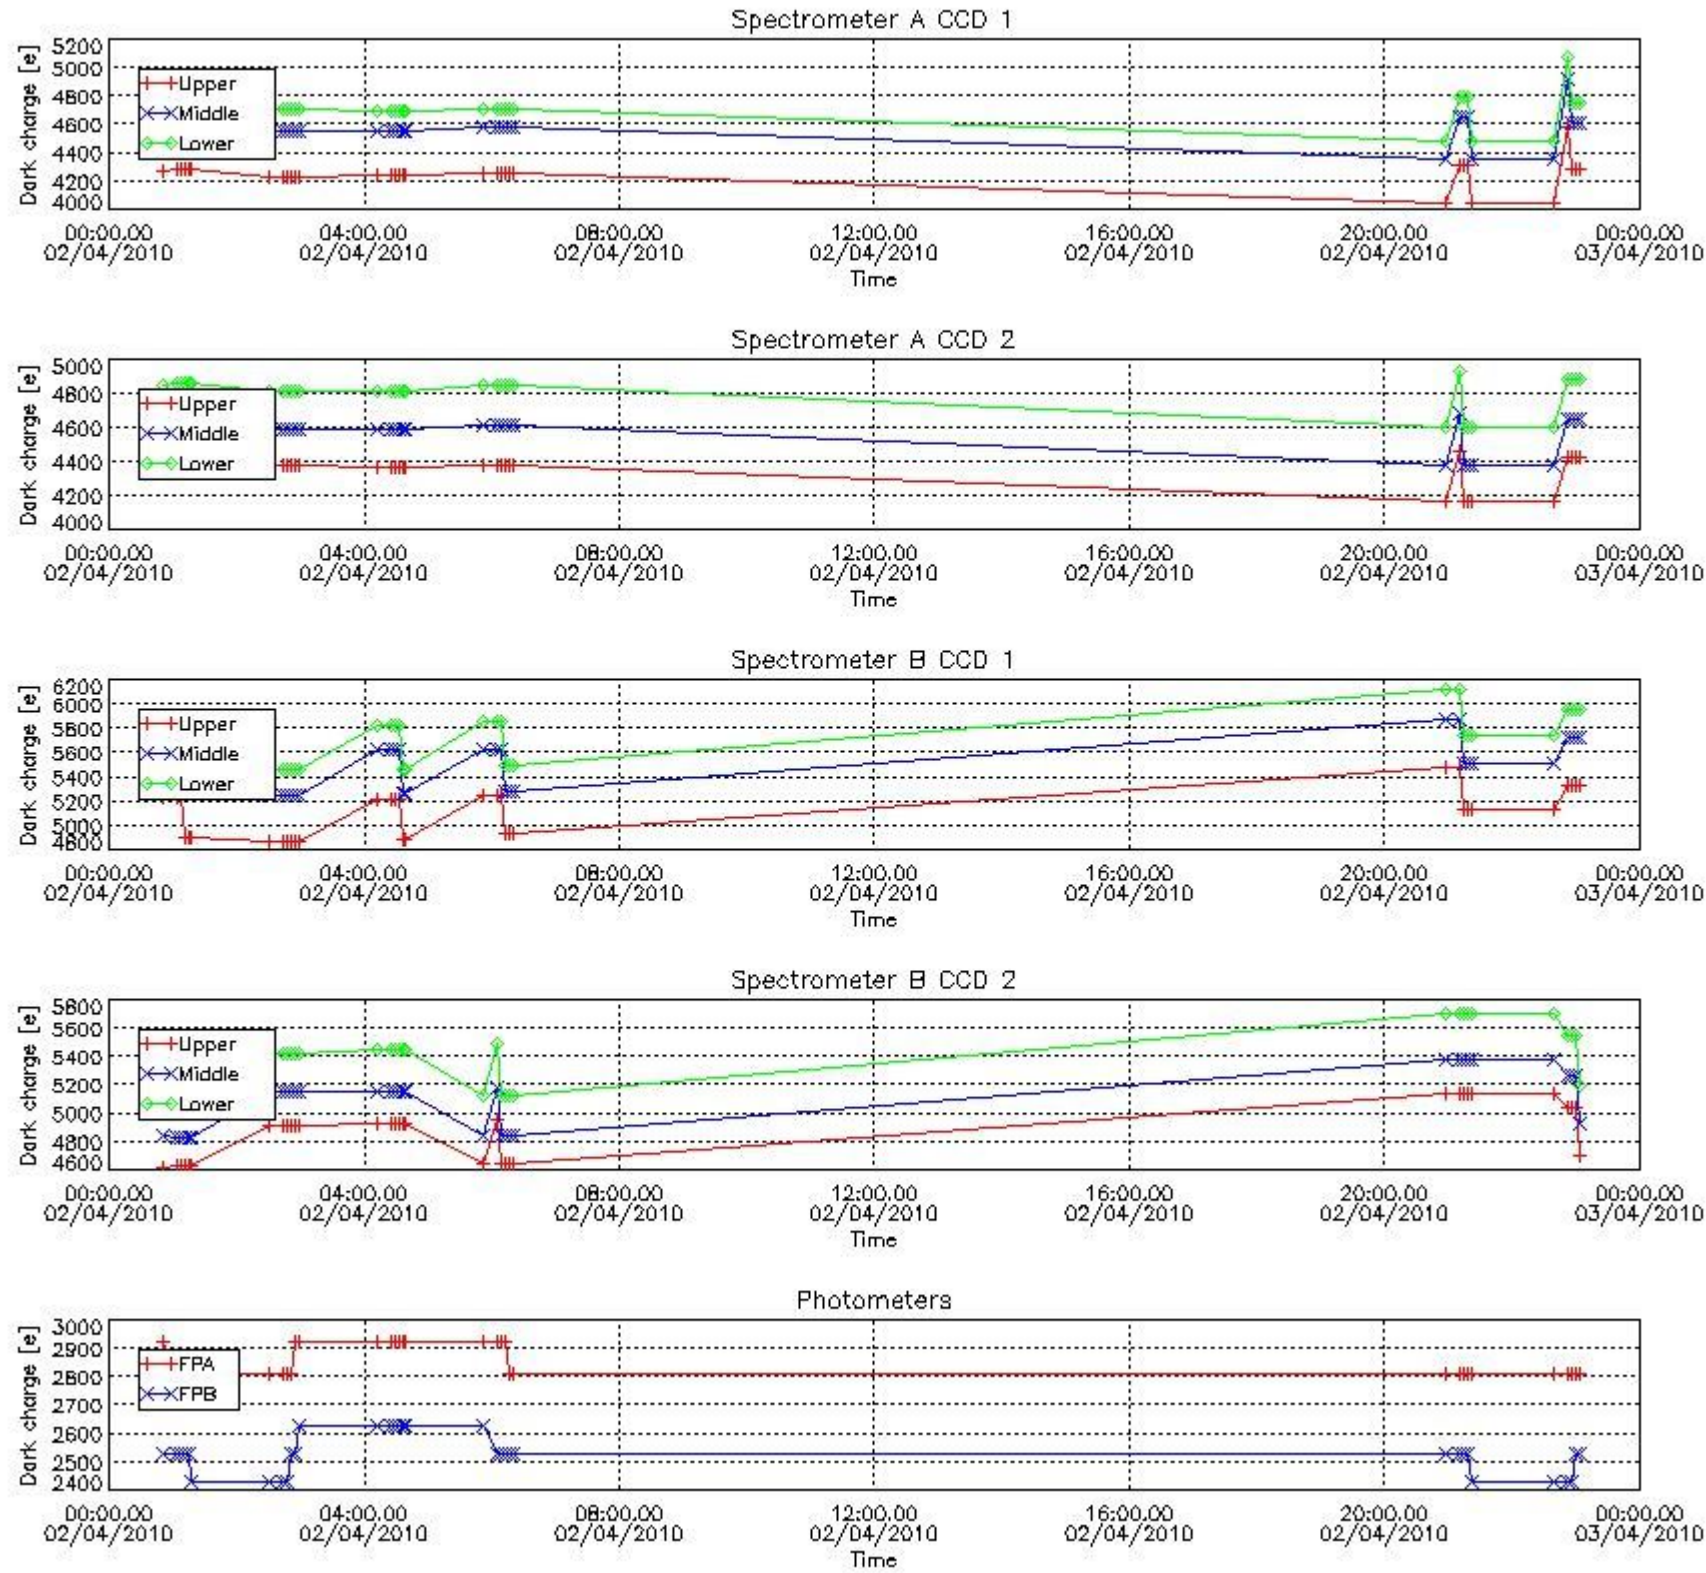 Spectrometer A CCD 1
Dark charge [e]
5200
5000
4800
4600
4400
4200
4000
Upper
Middle
Lower
00:00.00 04:00.00 08:00.00 12:00.00 16:00.00 20:00.00 00:00.00
02/04/2010 02/04/2010 02/04/2010 02/04/2010 02/04/2010 02/04/2010 03/04/2010
Time
Spectrometer A CCD 2
Dark charge [e]
5000
4800
4600
4400
4200
4000
Upper
Middle
Lower
00:00.00 04:00.00 08:00.00 12:00.00 16:00.00 20:00.00 00:00.00
02/04/2010 02/04/2010 02/04/2010 02/04/2010 02/04/2010 02/04/2010 03/04/2010
Time
Spectrometer B CCD 1
Dark charge [e]
6200
6000
5800
5600
5400
5200
5000
4800
Upper
Middle
Lower
00:00.00 04:00.00 08:00.00 12:00.00 16:00.00 20:00.00 00:00.00
02/04/2010 02/04/2010 02/04/2010 02/04/2010 02/04/2010 02/04/2010 03/04/2010
Time
Spectrometer B CCD 2
Dark charge [e]
5800
5600
5400
5200
5000
4800
4600
Upper
Middle
Lower
00:00.00 04:00.00 08:00.00 12:00.00 16:00.00 20:00.00 00:00.00
02/04/2010 02/04/2010 02/04/2010 02/04/2010 02/04/2010 02/04/2010 03/04/2010
Time
Photometers
Dark charge [e]
3000
2900
2800
2700
2600
2500
2400
FPA
FPB
00:00.00 04:00.00 08:00.00 12:00.00 16:00.00 20:00.00 00:00.00
02/04/2010 02/04/2010 02/04/2010 02/04/2010 02/04/2010 02/04/2010 03/04/2010
Time